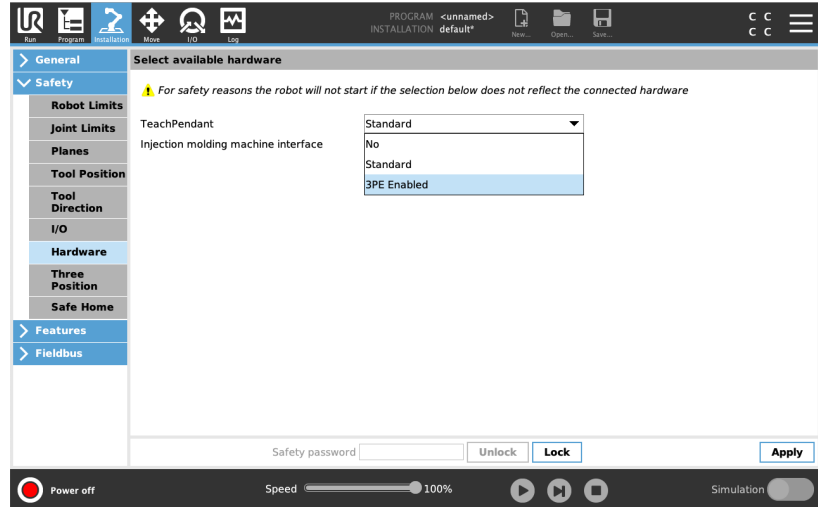 UR
Run
Program
Installation
Move
I/O
Log
PROGRAM <unnamed>
INSTALLATION default*
New...
Open...
Save...
C C
C C
General
Safety
Robot Limits
Joint Limits
Planes
Tool Position
Tool
Direction
I/O
Hardware
Three
Position
Safe Home
Features
Fieldbus
Select available hardware
! For safety reasons the robot will not start if the selection below does not reflect the connected hardware
TeachPendant
Standard
Injection molding machine interface
No
Standard
3PE Enabled
Safety password
Unlock
Lock
Apply
Power off
Speed
100%
Simulation